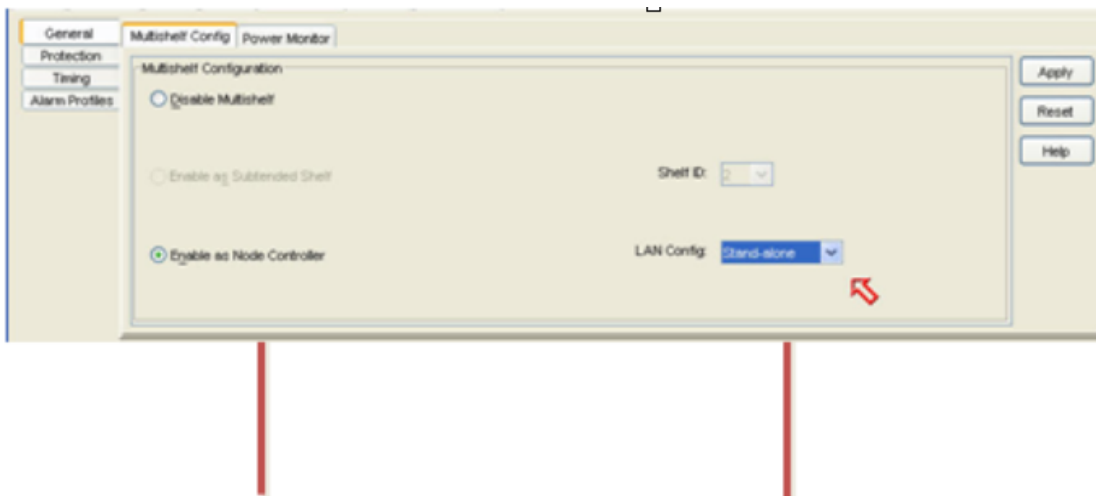 General
Protection
Timing
Alarm Profiles
Multishelf Config Power Monitor
Multishelf Configuration
Disable Multishelf
Enable as Subtended Shelf Shelf ID: 2
Enable as Node Controller LAN Config: Stand-alone
Apply
Reset
Help